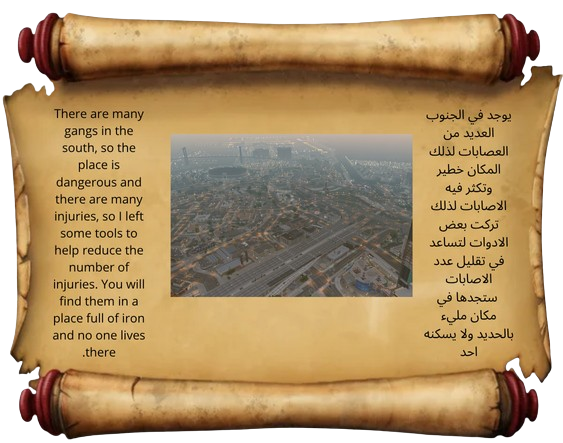 There are many
gangs in the
south, so the
place is
dangerous and
there are many
injuries, so I left
some tools to
help reduce the
number of
injuries. You will
find them in a
place full of iron
and no one lives
.there
يوجد في الجنوب
العديد من
العصابات لذلك
المكان خطير
وتكثر فيه
الاصابات لذلك
تركت بعض
الادوات لتساعد
في تقليل عدد
الاصابات
ستجدها في
مكان مليء
بالحديد ولا يسكنه
احد